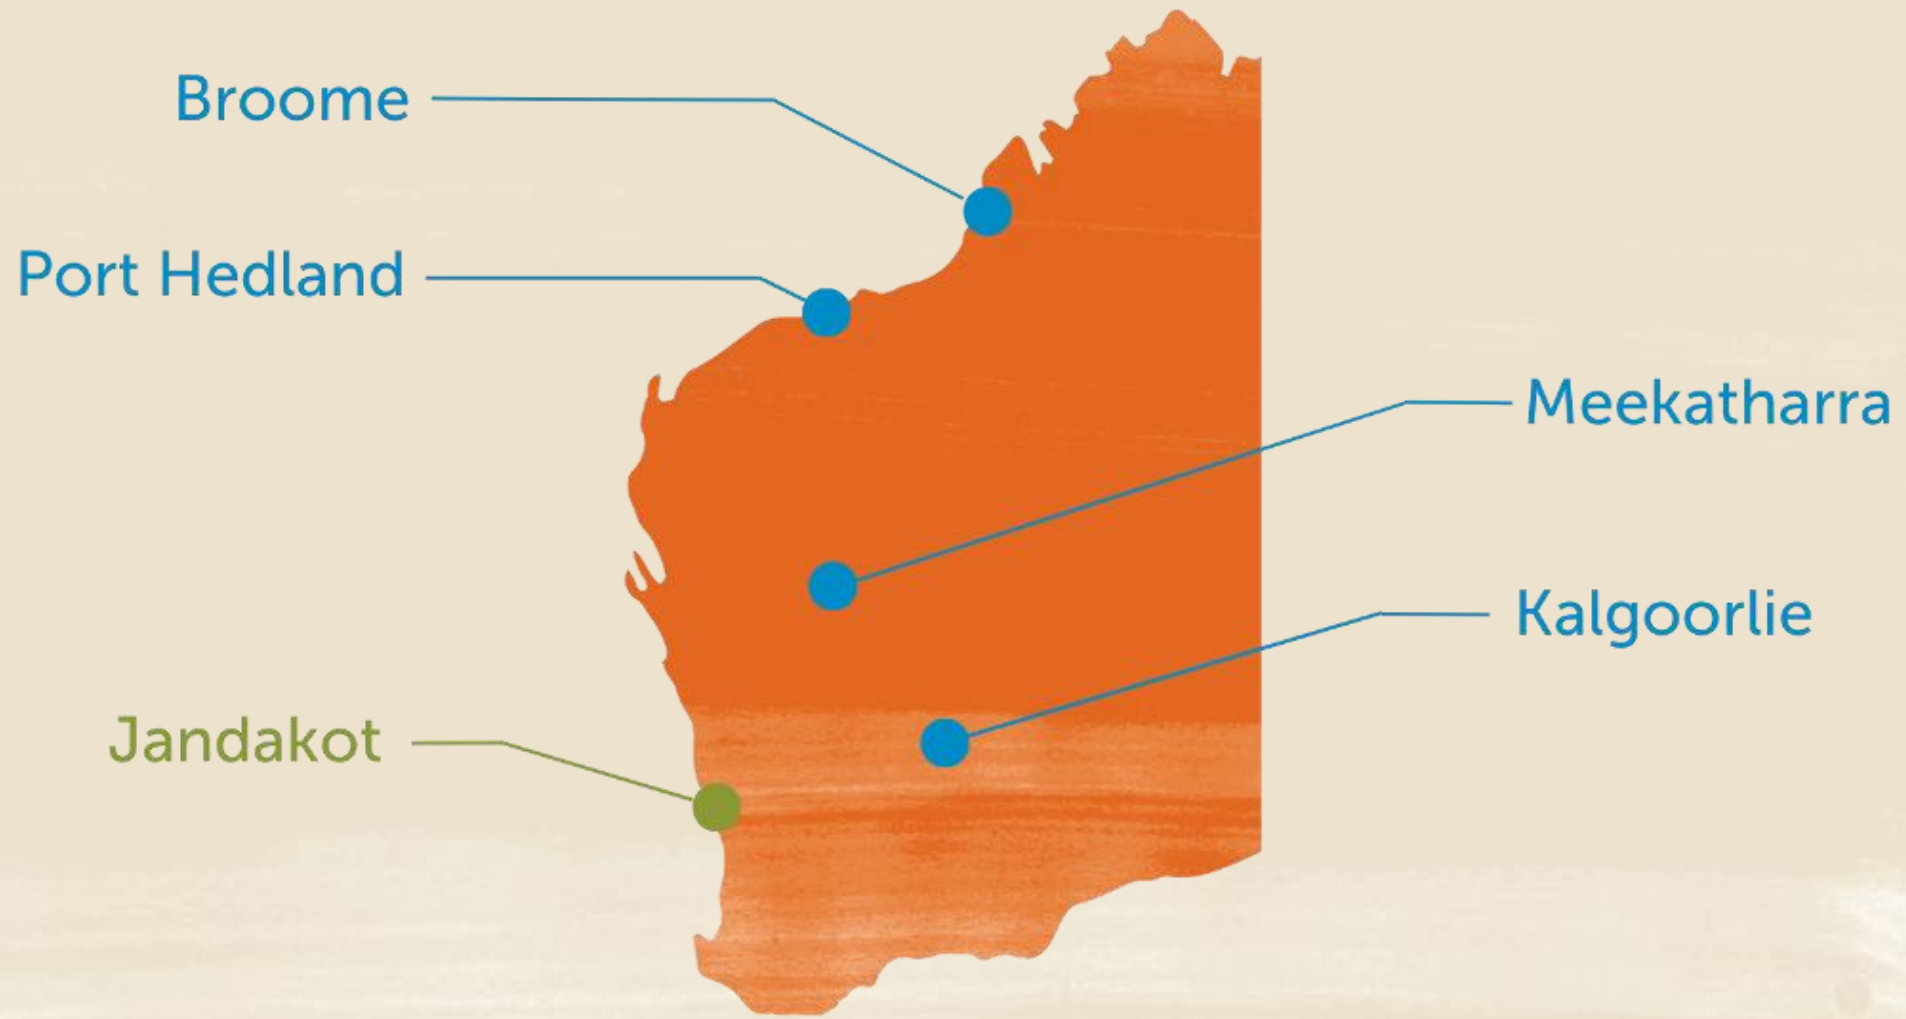 Broome
Port Hedland
Meekatharra
Kalgoorlie
Jandakot